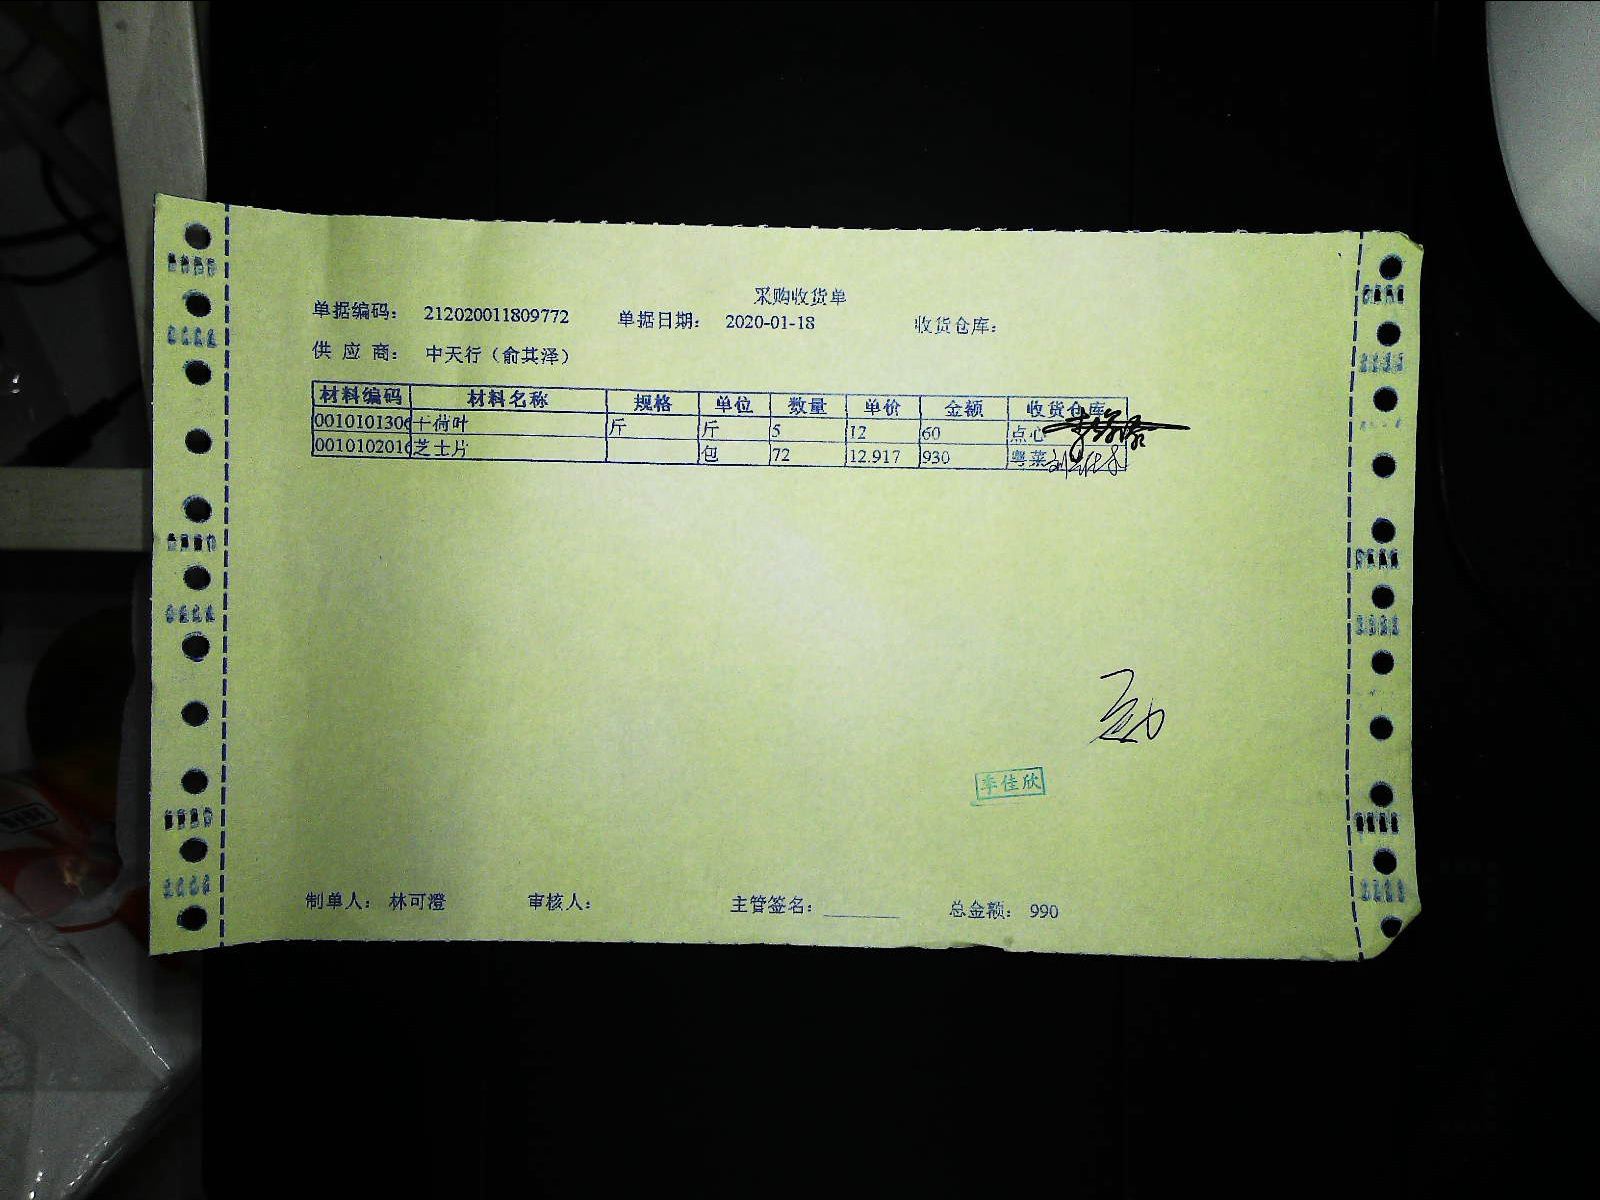 采购收货单
单据编码： 212020011809772 单据日期： 2020-01-18 收货仓库：
供 应 商： 中天行（俞其泽）
材料编码 材料名称 规格 单位 数量 单价 金额 收货仓库
0010101306 干荷叶 斤 斤 5 12 60 点心
0010102016 芝士片 包 72 12.917 930 粤菜
李佳欣
制单人： 林可澄 审核人： 主管签名： 总金额： 990